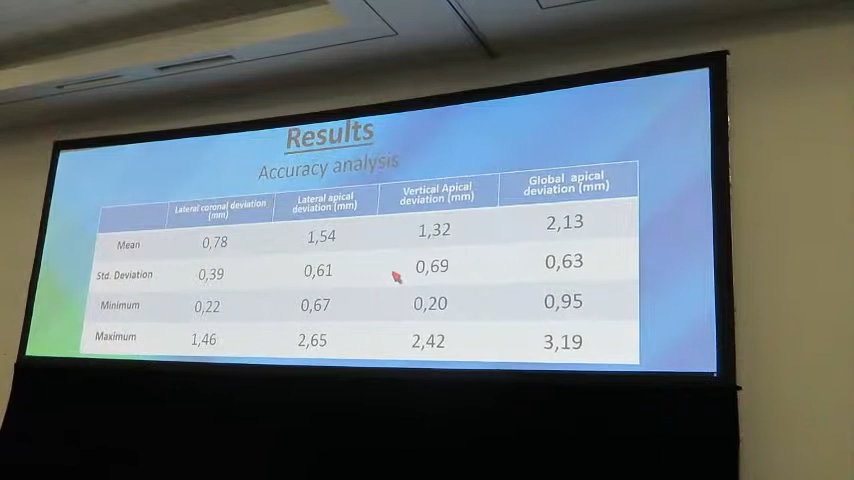 Results
Accuracy analysis
Lateral coronal deviation (mm) Lateral apical deviation (mm) Vertical Apical deviation (mm) Global apical deviation (mm)
Mean 0,78 1,54 1,32 2,13
Std. Deviation 0,39 0,61 0,69 0,63
Minimum 0,22 0,67 0,20 0,95
Maximum 1,46 2,65 2,42 3,19